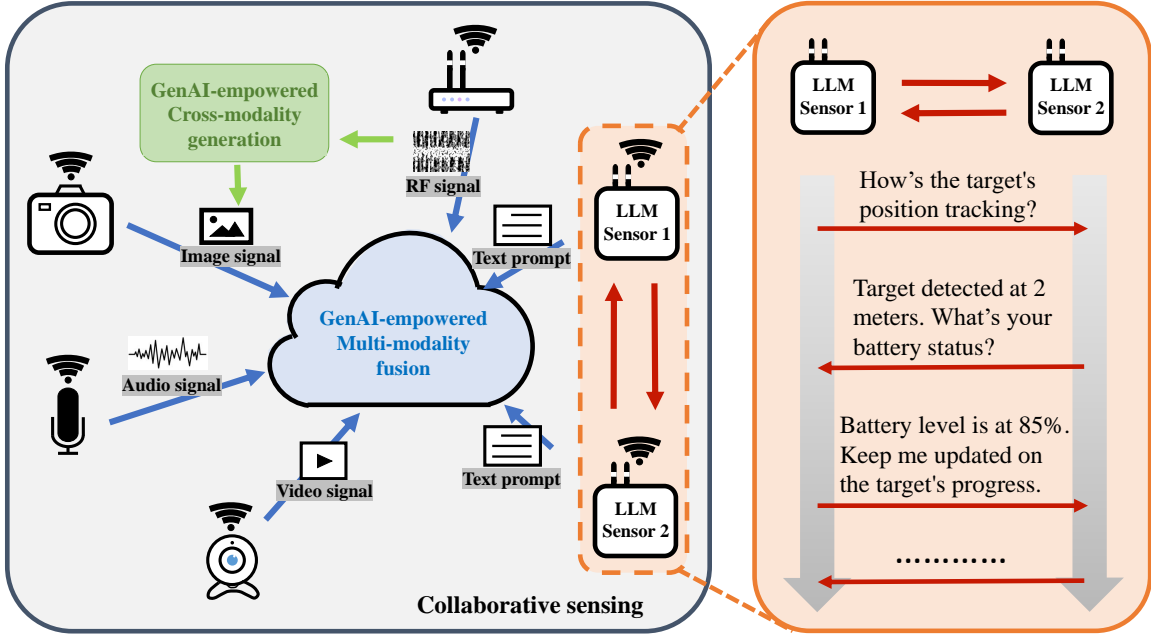 GenAI-empowered
Cross-modality
generation
RF signal
Image signal
Text prompt
LLM
Sensor 1
GenAI-empowered
Multi-modality
fusion
Audio signal
Video signal
Text prompt
LLM
Sensor 2
Collaborative sensing
LLM
Sensor 1
LLM
Sensor 2
How's the target's
position tracking?
Target detected at 2
meters. What's your
battery status?
Battery level is at 85%.
Keep me updated on
the target's progress.
…………